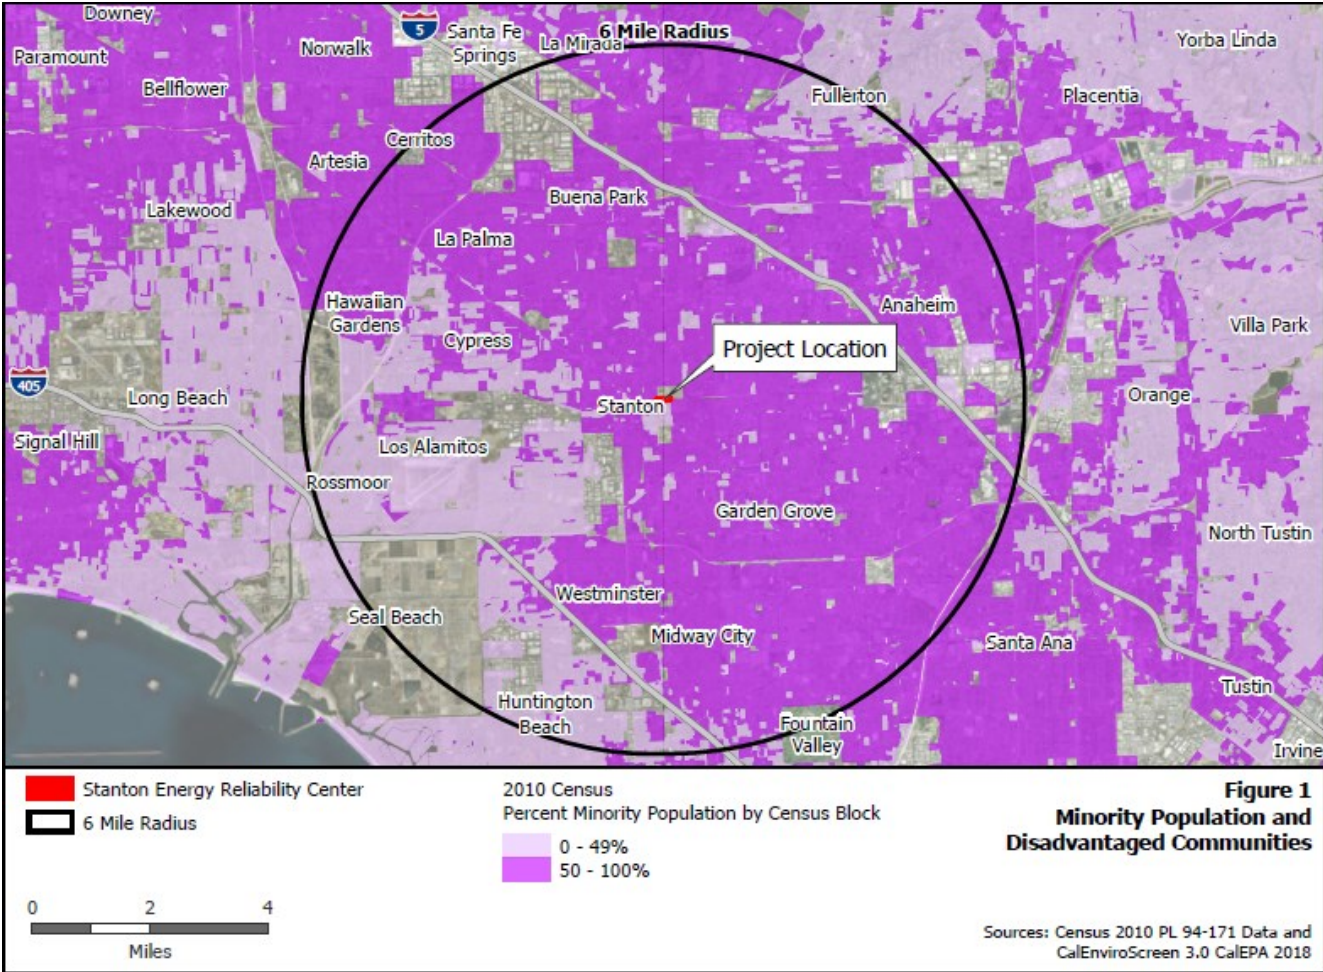 Downey
5
Santa Fe
Springs
La Mirada
6 Mile Radius
Yorba Linda
Paramount
Norwalk
Bellflower
Fullerton
Placentia
Cerritos
Artesia
Buena Park
Lakewood
La Palma
Hawaiian
Gardens
Anaheim
Cypress
Villa Park
Project Location
405
Long Beach
Stanton
Orange
Signal Hill
Los Alamitos
Rossmoor
Garden Grove
North Tustin
Westminster
Seal Beach
Midway City
Santa Ana
Huntington
Beach
Tustin
Fountain
Valley
Irvine
Stanton Energy Reliability Center
6 Mile Radius
0 2 4
Miles
2010 Census
Percent Minority Population by Census Block
0 - 49%
50 - 100%
Figure 1
Minority Population and
Disadvantaged Communities
Sources: Census 2010 PL 94-171 Data and
CalEnviroScreen 3.0 CalEPA 2018